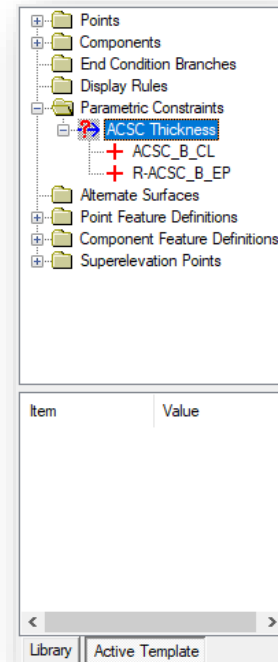 Points
Components
End Condition Branches
Display Rules
Parametric Constraints
ACSC Thickness
ACSC_B_CL
R-ACSC_B_EP
Alternate Surfaces
Point Feature Definitions
Component Feature Definitions
Superelevation Points
Item Value
Library Active Template